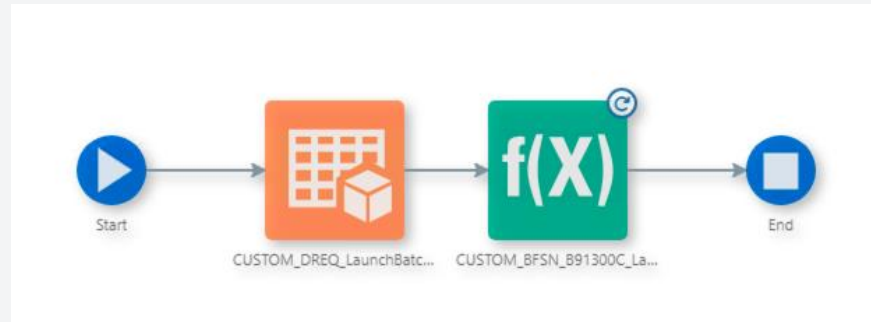 f(X)
Start
CUSTOM_DREQ_LaunchBatc...
CUSTOM_BFSN_B91300C_La...
End